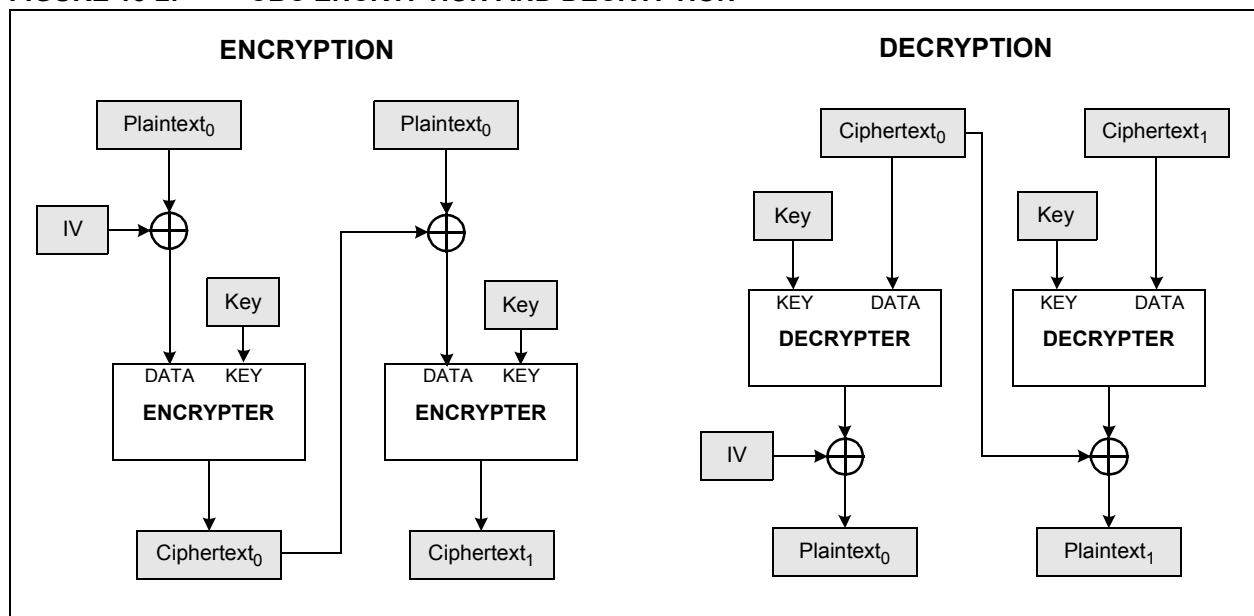 ENCRYPTION
DECRYPTION
Plaintext0
Plaintext0
Ciphertext0
Ciphertext1
IV
Key
Key
Key
Key
DATA KEY
ENCRYPTER
DATA KEY
ENCRYPTER
KEY DATA
DECRYPTER
KEY DATA
DECRYPTER
IV
Ciphertext0
Ciphertext1
Plaintext0
Plaintext1